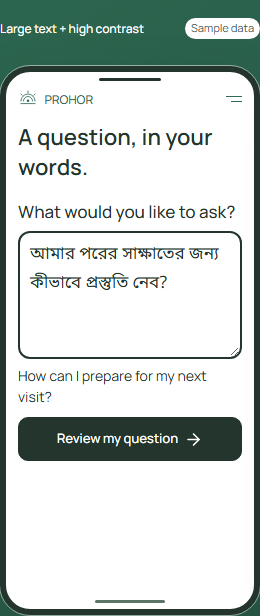 Large text + high contrast
Sample data
PROHOR
A question, in your
words.
What would you like to ask?
আমার পরের সাক্ষাতের জন্য
কীভাবে প্রস্তুতি নেব?
How can I prepare for my next
visit?
Review my question →